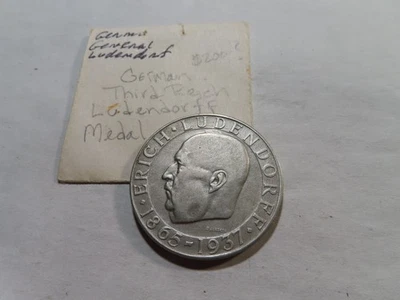 German
General
Ludendorf
$200?
German
Third Reich
Ludendorff
Medal
· ERICH · LUDENDORFF ·
1865-1937